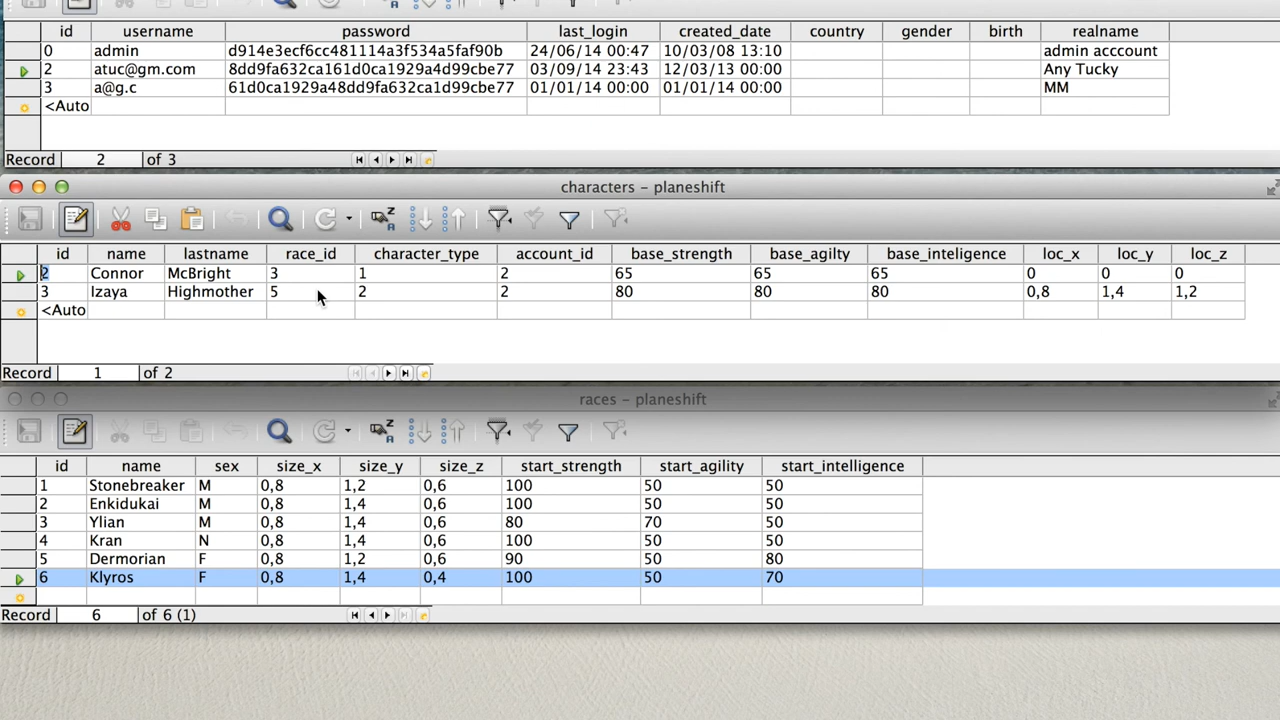 id username password last_login created_date country gender birth realname
0 admin d914e3ecf6cc481114a3f534a5faf90b 24/06/14 00:47 10/03/08 13:10 admin acccount
2 atuc@gm.com 8dd9fa632ca161d0ca1929a4d99cbe77 03/09/14 23:43 12/03/13 00:00 Any Tucky
3 a@g.c 61d0ca1929a48dd9fa632ca1d99cbe77 01/01/14 00:00 01/01/14 00:00 MM
<Auto
Record 2 of 3
characters - planeshift
id name lastname race_id character_type account_id base_strength base_agilty base_inteligence loc_x loc_y loc_z
2 Connor McBright 3 1 2 65 65 65 0 0 0
3 Izaya Highmother 5 2 2 80 80 80 0,8 1,4 1,2
<Auto
Record 1 of 2
races - planeshift
id name sex size_x size_y size_z start_strength start_agility start_intelligence
1 Stonebreaker M 0,8 1,2 0,6 100 50 50
2 Enkidukai M 0,8 1,4 0,6 100 50 50
3 Ylian M 0,8 1,4 0,6 80 70 50
4 Kran N 0,8 1,4 0,6 100 50 50
5 Dermorian F 0,8 1,2 0,6 90 50 80
6 Klyros F 0,8 1,4 0,4 100 50 70
Record 6 of 6 (1)